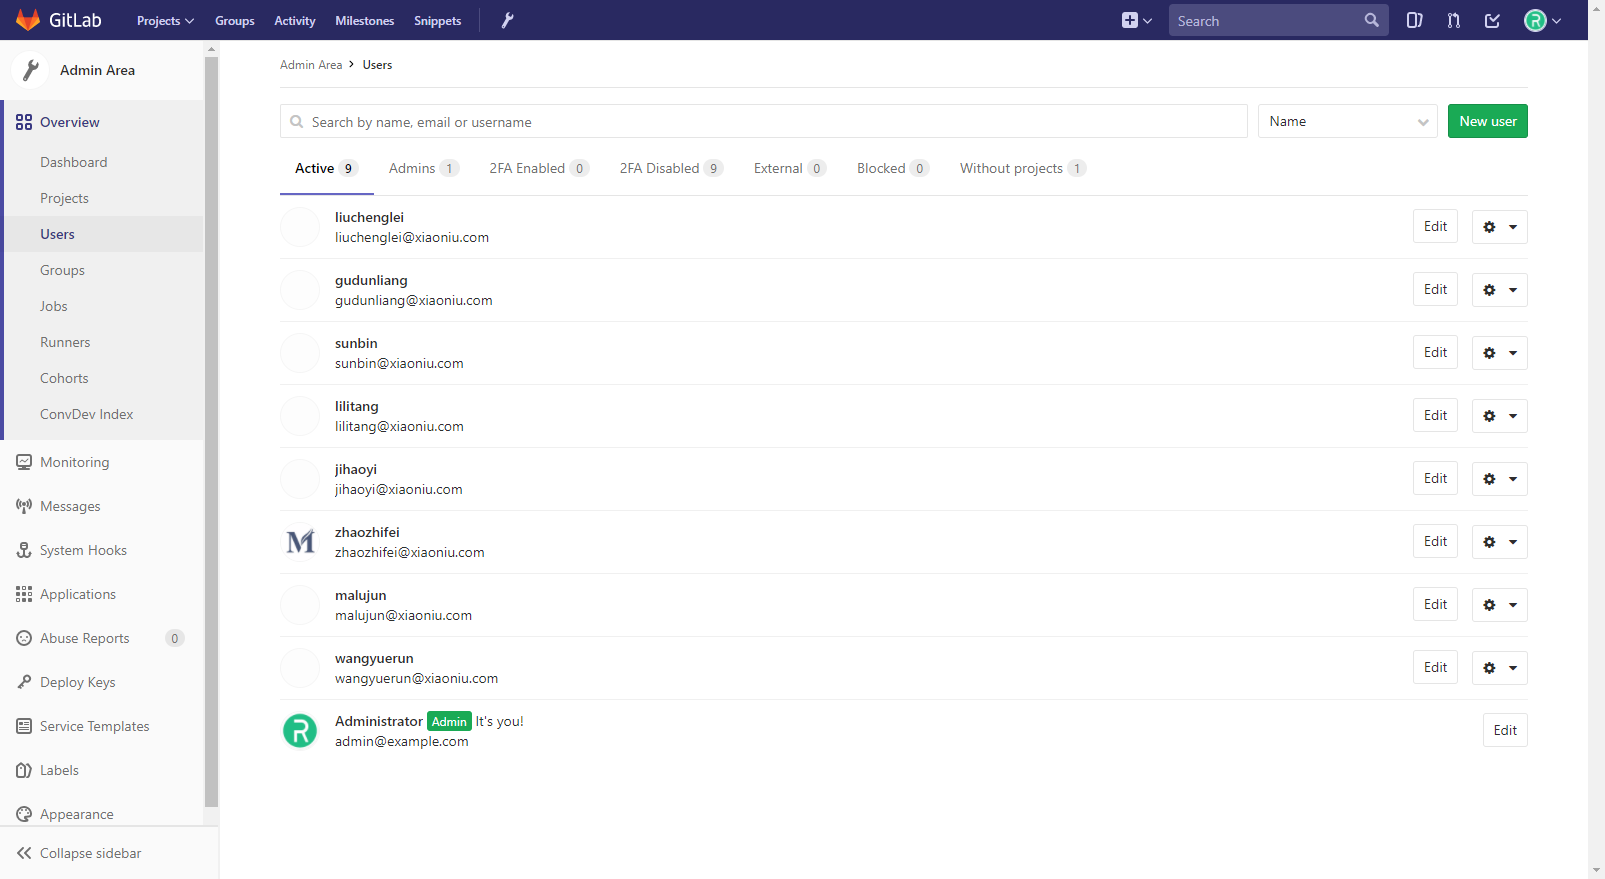 GitLab Projects Groups Activity Milestones Snippets Search
Admin Area
Overview
Dashboard
Projects
Users
Groups
Jobs
Runners
Cohorts
ConvDev Index
Monitoring
Messages
System Hooks
Applications
Abuse Reports 0
Deploy Keys
Service Templates
Labels
Appearance
Collapse sidebar
Admin Area > Users
Search by name, email or username Name New user
Active 9 Admins 1 2FA Enabled 0 2FA Disabled 9 External 0 Blocked 0 Without projects 1
liuchenglei
liuchenglei@xiaoniu.com
Edit
gudunliang
gudunliang@xiaoniu.com
Edit
sunbin
sunbin@xiaoniu.com
Edit
lilitang
lilitang@xiaoniu.com
Edit
jihaoyi
jihaoyi@xiaoniu.com
Edit
M
zhaozhifei
zhaozhifei@xiaoniu.com
Edit
malujun
malujun@xiaoniu.com
Edit
wangyuerun
wangyuerun@xiaoniu.com
Edit
R
Administrator Admin It's you!
admin@example.com
Edit